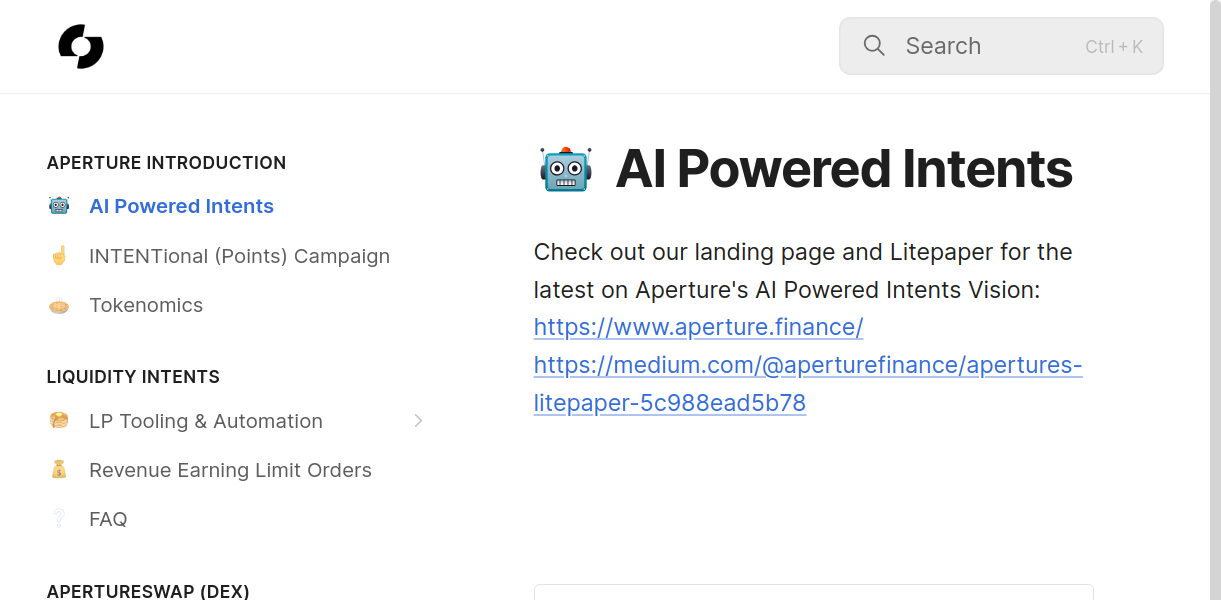 Search
Ctrl + K
APERTURE INTRODUCTION
AI Powered Intents
INTENTional (Points) Campaign
Tokenomics
LIQUIDITY INTENTS
LP Tooling & Automation
Revenue Earning Limit Orders
FAQ
APERTURESWAP (DEX)
AI Powered Intents
Check out our landing page and Litepaper for the
latest on Aperture's AI Powered Intents Vision:
https://www.aperture.finance/
https://medium.com/@aperturefinance/apertures-
litepaper-5c988ead5b78